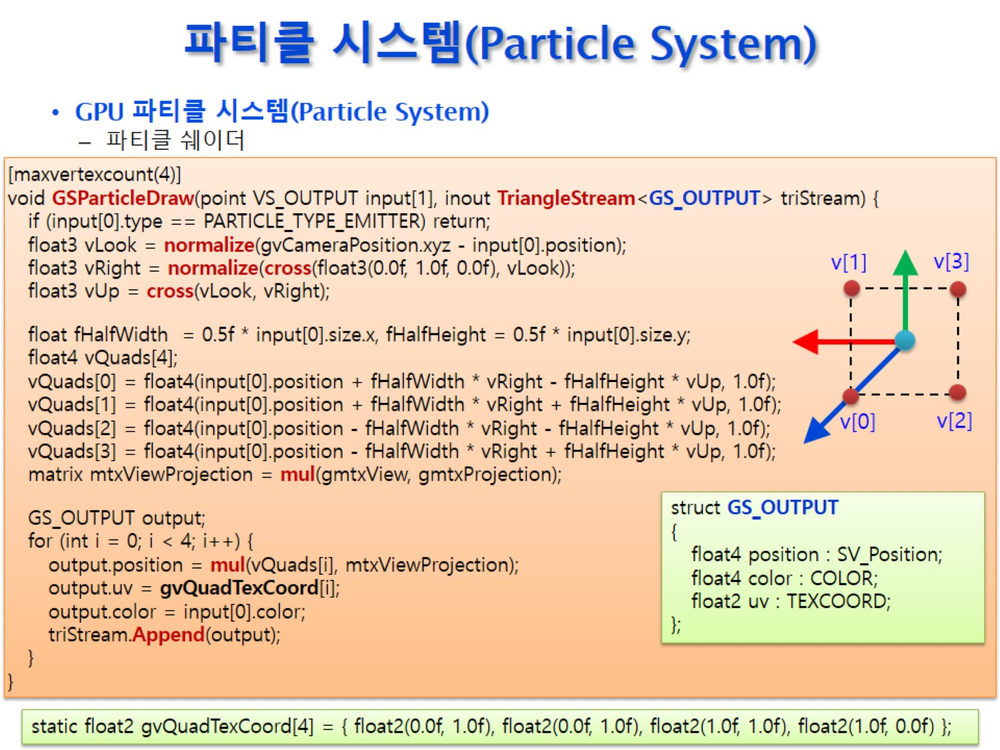 파티클 시스템(Particle System)
• GPU 파티클 시스템(Particle System)
– 파티클 쉐이더
[maxvertexcount(4)]
void GSParticleDraw(point VS_OUTPUT input[1], inout TriangleStream<GS_OUTPUT> triStream) {
if (input[0].type == PARTICLE_TYPE_EMITTER) return;
float3 vLook = normalize(gvCameraPosition.xyz - input[0].position);
float3 vRight = normalize(cross(float3(0.0f, 1.0f, 0.0f), vLook));
float3 vUp = cross(vLook, vRight);
float fHalfWidth = 0.5f * input[0].size.x, fHalfHeight = 0.5f * input[0].size.y;
float4 vQuads[4];
vQuads[0] = float4(input[0].position + fHalfWidth * vRight - fHalfHeight * vUp, 1.0f);
vQuads[1] = float4(input[0].position + fHalfWidth * vRight + fHalfHeight * vUp, 1.0f);
vQuads[2] = float4(input[0].position - fHalfWidth * vRight - fHalfHeight * vUp, 1.0f);
vQuads[3] = float4(input[0].position - fHalfWidth * vRight + fHalfHeight * vUp, 1.0f);
matrix mtxViewProjection = mul(gmtxView, gmtxProjection);
GS_OUTPUT output;
for (int i = 0; i < 4; i++) {
output.position = mul(vQuads[i], mtxViewProjection);
output.uv = gvQuadTexCoord[i];
output.color = input[0].color;
triStream.Append(output);
}
}
v[1]
v[3]
v[0]
v[2]
struct GS_OUTPUT
{
float4 position : SV_Position;
float4 color : COLOR;
float2 uv : TEXCOORD;
};
static float2 gvQuadTexCoord[4] = { float2(0.0f, 1.0f), float2(0.0f, 1.0f), float2(1.0f, 1.0f), float2(1.0f, 0.0f) };